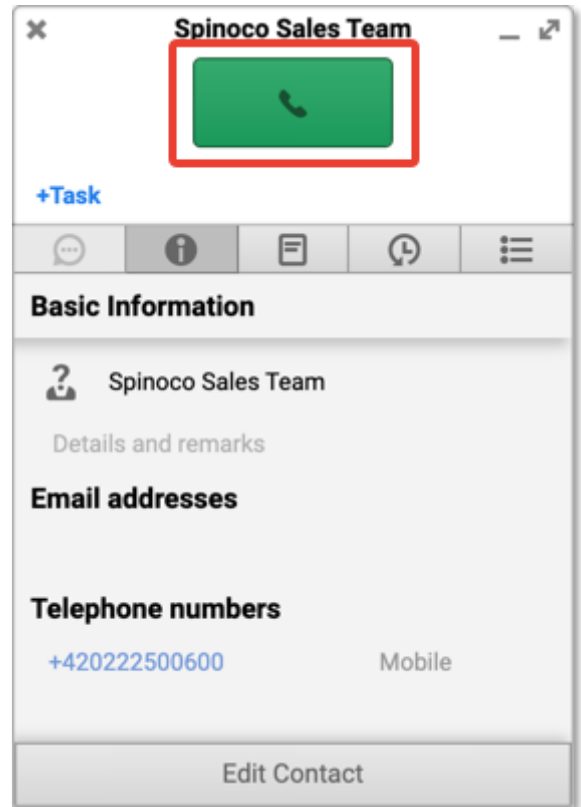 Spinoco Sales Team
+Task
Basic Information
Spinoco Sales Team
Details and remarks
Email addresses
Telephone numbers
+420222500600 Mobile
Edit Contact